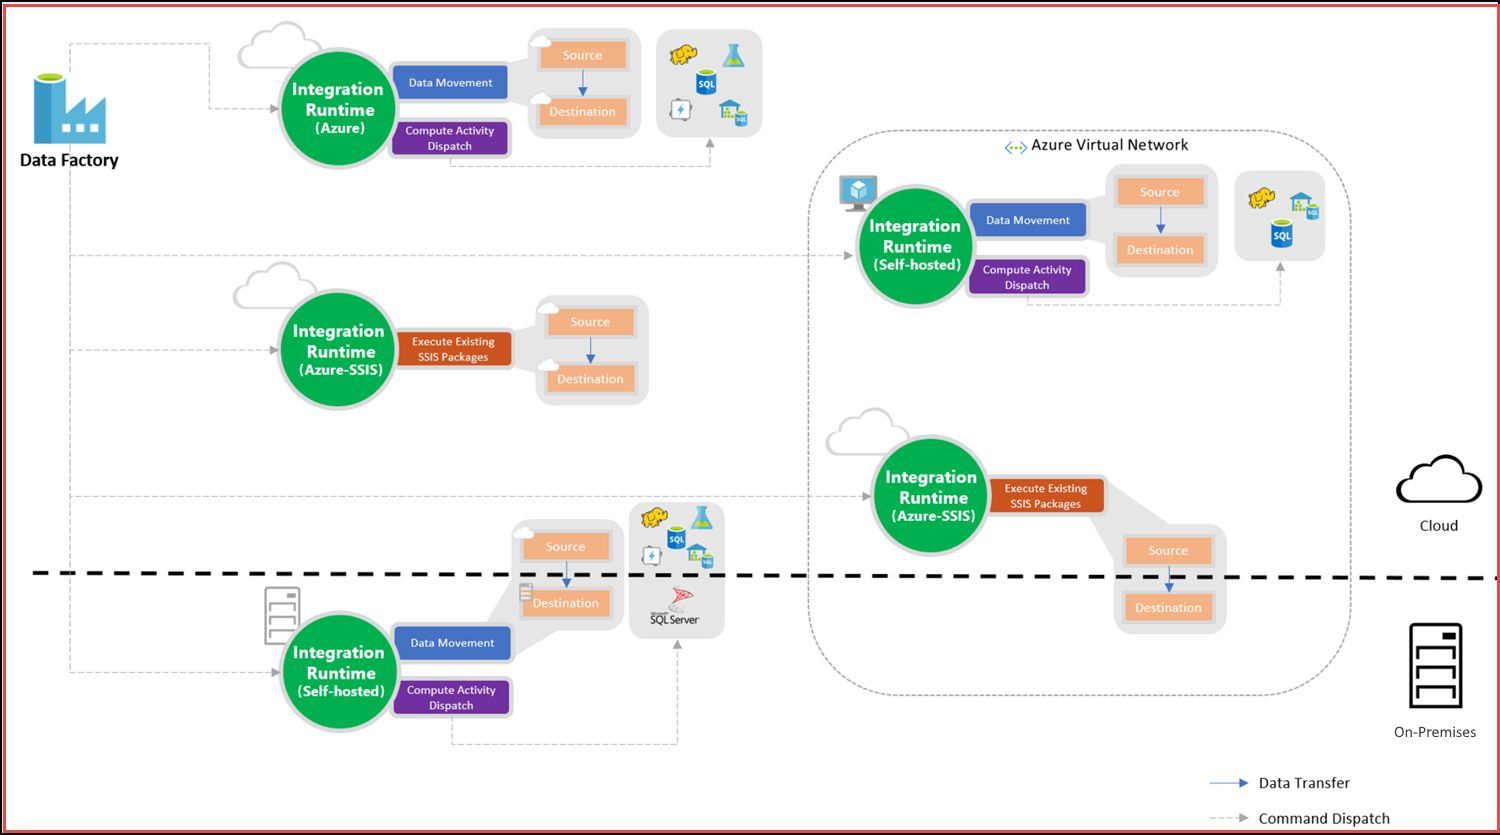 Data Factory
Integration
Runtime
(Azure)
Data Movement
Compute Activity
Dispatch
Source
Destination
SQL
Azure Virtual Network
Integration
Runtime
(Self-hosted)
Data Movement
Compute Activity
Dispatch
Source
Destination
SQL
SQL
Integration
Runtime
(Azure-SSIS)
Execute Existing
SSIS Packages
Source
Destination
Integration
Runtime
(Azure-SSIS)
Execute Existing
SSIS Packages
Source
Destination
Cloud
Integration
Runtime
(Self-hosted)
Data Movement
Compute Activity
Dispatch
Source
Destination
SQL
SQL
Microsoft
SQL Server
On-Premises
Data Transfer
Command Dispatch